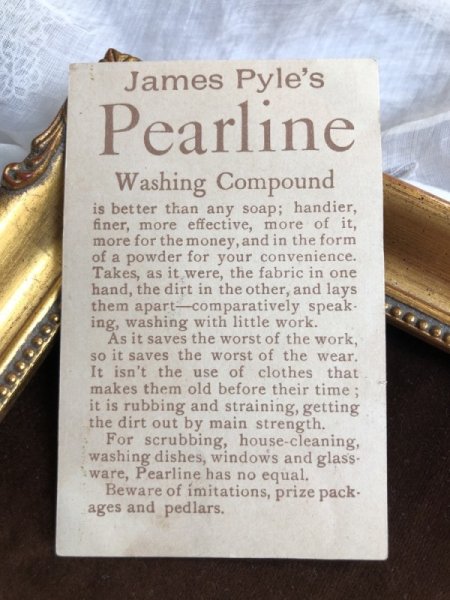 James Pyle's
Pearline
Washing Compound
is better than any soap; handier,
finer, more effective, more of it,
more for the money, and in the form
of a powder for your convenience.
Takes, as it were, the fabric in one
hand, the dirt in the other, and lays
them apart—comparatively speak-
ing, washing with little work.
As it saves the worst of the work,
so it saves the worst of the wear.
It isn't the use of clothes that
makes them old before their time;
it is rubbing and straining, getting
the dirt out by main strength.
For scrubbing, house-cleaning,
washing dishes, windows and glass-
ware, Pearline has no equal.
Beware of imitations, prize pack-
ages and pedlars.